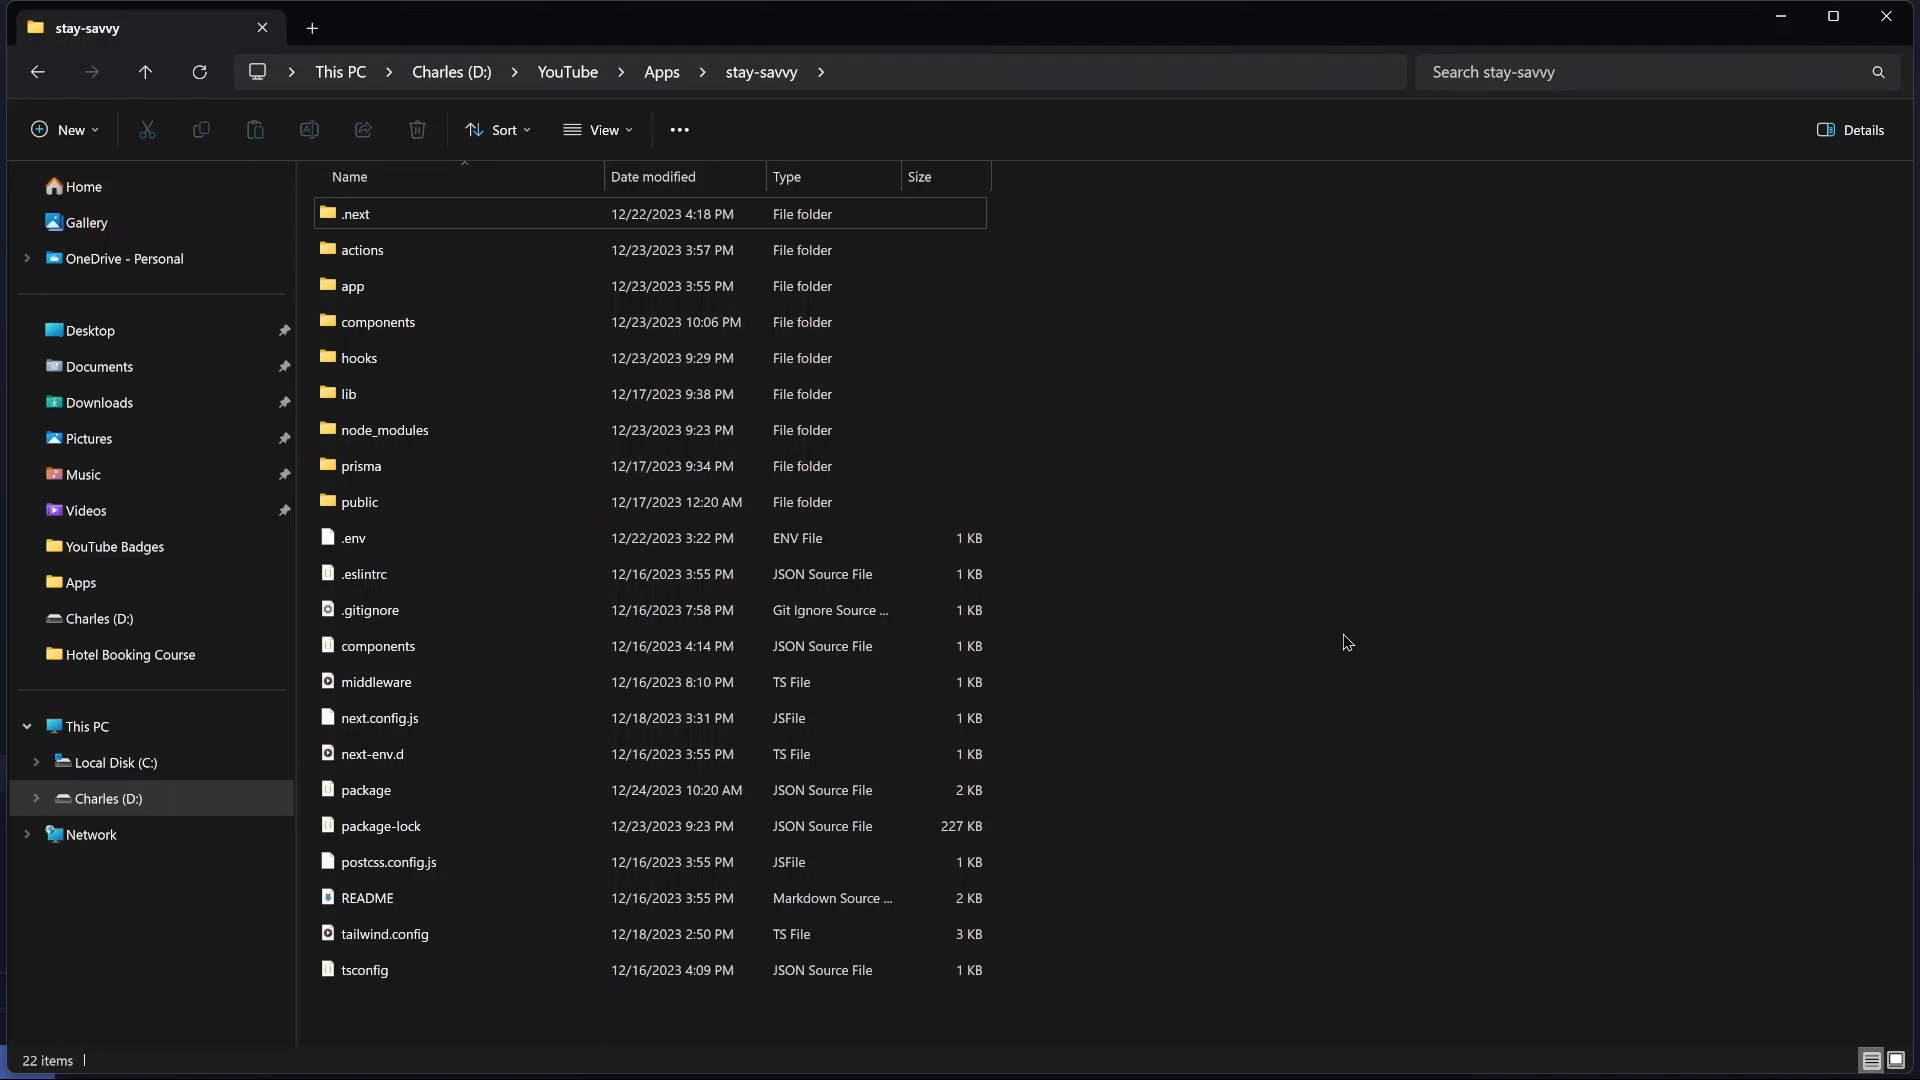 stay-savvy
This PC > Charles (D:) > YouTube > Apps > stay-savvy >
Search stay-savvy
New
Sort
View
Details
Home
Gallery
OneDrive - Personal
Desktop
Documents
Downloads
Pictures
Music
Videos
YouTube Badges
Apps
Charles (D:)
Hotel Booking Course
This PC
Local Disk (C:)
Charles (D:)
Network
Name Date modified Type Size
.next 12/22/2023 4:18 PM File folder
actions 12/23/2023 3:57 PM File folder
app 12/23/2023 3:55 PM File folder
components 12/23/2023 10:06 PM File folder
hooks 12/23/2023 9:29 PM File folder
lib 12/17/2023 9:38 PM File folder
node_modules 12/23/2023 9:23 PM File folder
prisma 12/17/2023 9:34 PM File folder
public 12/17/2023 12:20 AM File folder
.env 12/22/2023 3:22 PM ENV File 1 KB
.eslintrc 12/16/2023 3:55 PM JSON Source File 1 KB
.gitignore 12/16/2023 7:58 PM Git Ignore Source ... 1 KB
components 12/16/2023 4:14 PM JSON Source File 1 KB
middleware 12/16/2023 8:10 PM TS File 1 KB
next.config.js 12/18/2023 3:31 PM JSFile 1 KB
next-env.d 12/16/2023 3:55 PM TS File 1 KB
package 12/24/2023 10:20 AM JSON Source File 2 KB
package-lock 12/23/2023 9:23 PM JSON Source File 227 KB
postcss.config.js 12/16/2023 3:55 PM JSFile 1 KB
README 12/16/2023 3:55 PM Markdown Source ... 2 KB
tailwind.config 12/18/2023 2:50 PM TS File 3 KB
tsconfig 12/16/2023 4:09 PM JSON Source File 1 KB
22 items